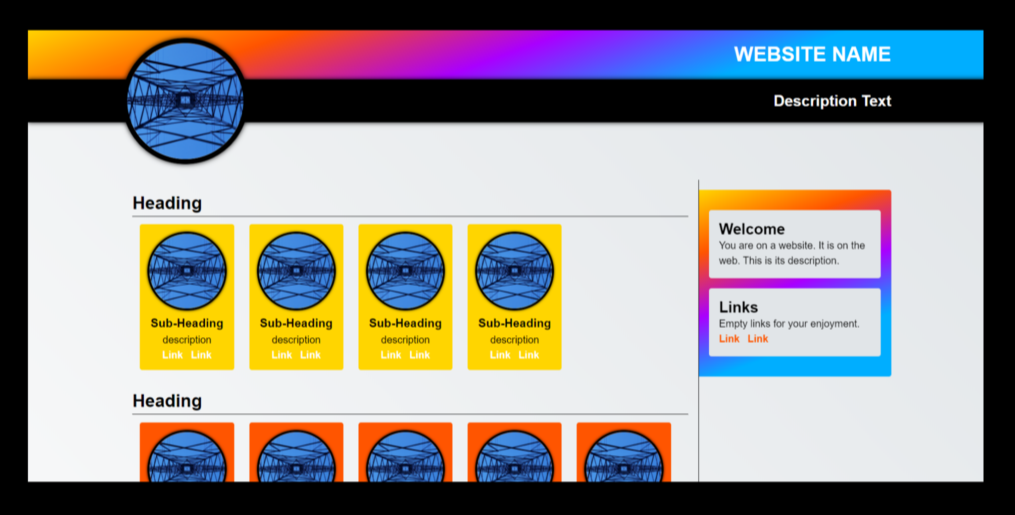 WEBSITE NAME
Description Text
Heading
Sub-Heading
description
Link Link
Sub-Heading
description
Link Link
Sub-Heading
description
Link Link
Sub-Heading
description
Link Link
Heading
Welcome
You are on a website. It is on the
web. This is its description.
Links
Empty links for your enjoyment.
Link Link